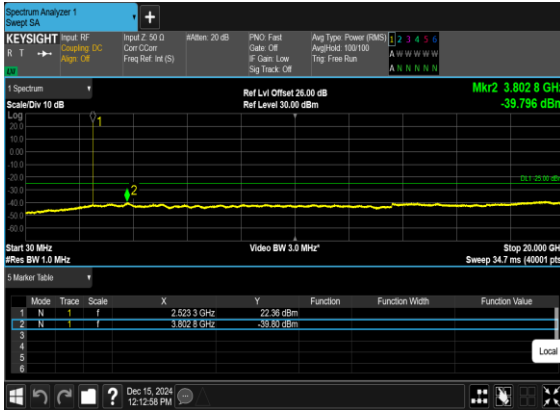 Spectrum Analyzer 1
Swept SA
+
KEYSIGHT
R T
Input: RF
Coupling: DC
Align: Off
Input Z: 50 Ω
Corr CCorr
Freq Ref: Int (S)
#Atten: 20 dB
PNO: Fast
Gate: Off
IF Gain: Low
Sig Track: Off
Avg Type: Power (RMS)
Avg|Hold: 100/100
Trig: Free Run
1 2 3 4 5 6
A W W W W W
A N N N N N
1 Spectrum
Scale/Div 10 dB
Ref Lvl Offset 26.00 dB
Ref Level 30.00 dBm
Mkr2 3.802 8 GHz
-39.796 dBm
Log
20.0
10.0
0.00
-10.0
-20.0
-30.0
-40.0
-50.0
-60.0
1
2
DL1 -25.00 dBm
Start 30 MHz
#Res BW 1.0 MHz
Video BW 3.0 MHz*
Stop 20.000 GHz
Sweep 34.7 ms (40001 pts)
5 Marker Table
Mode Trace Scale X Y Function Function Width Function Value
1 N 1 f 2.523 3 GHz 22.36 dBm
2 N 1 f 3.802 8 GHz -39.80 dBm
3
4
5
6
Local
?
Dec 15, 2024
12:12:58 PM